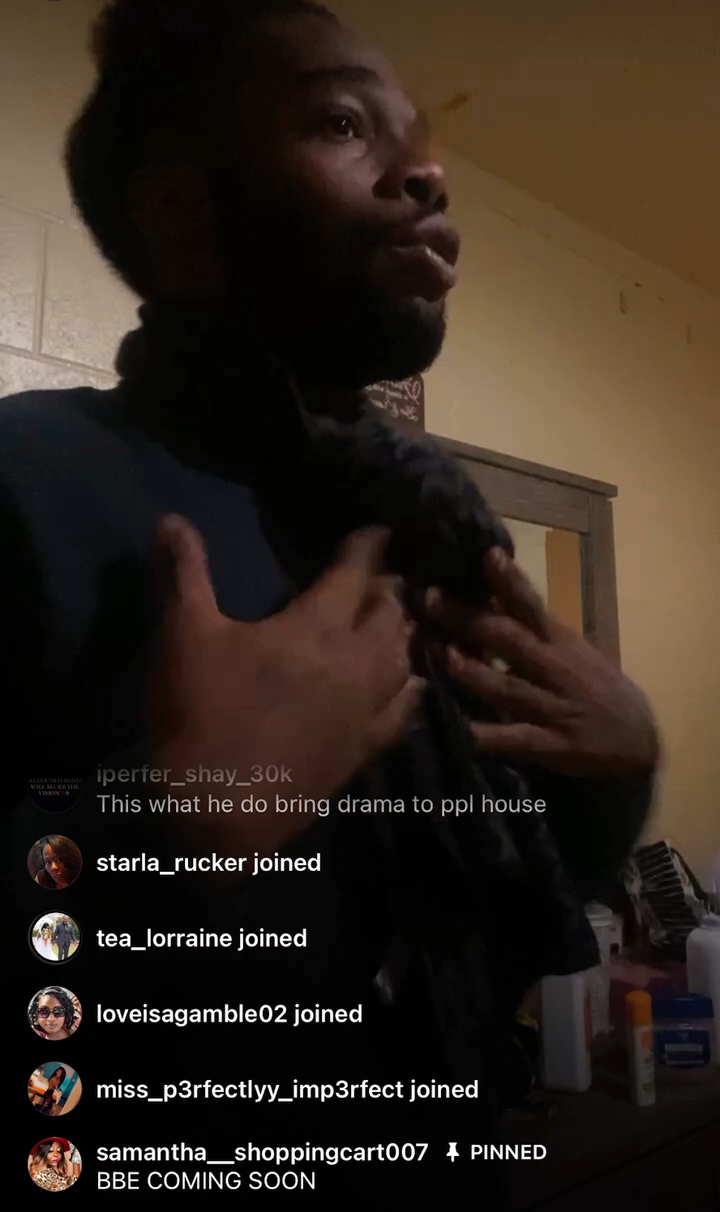 iperfer_shay_30k
This what he do bring drama to ppl house
starla_rucker joined
tea_lorraine joined
loveisagamble02 joined
miss_p3rfectlyy_imp3rfect joined
samantha__shoppingcart007 PINNED
BBE COMING SOON